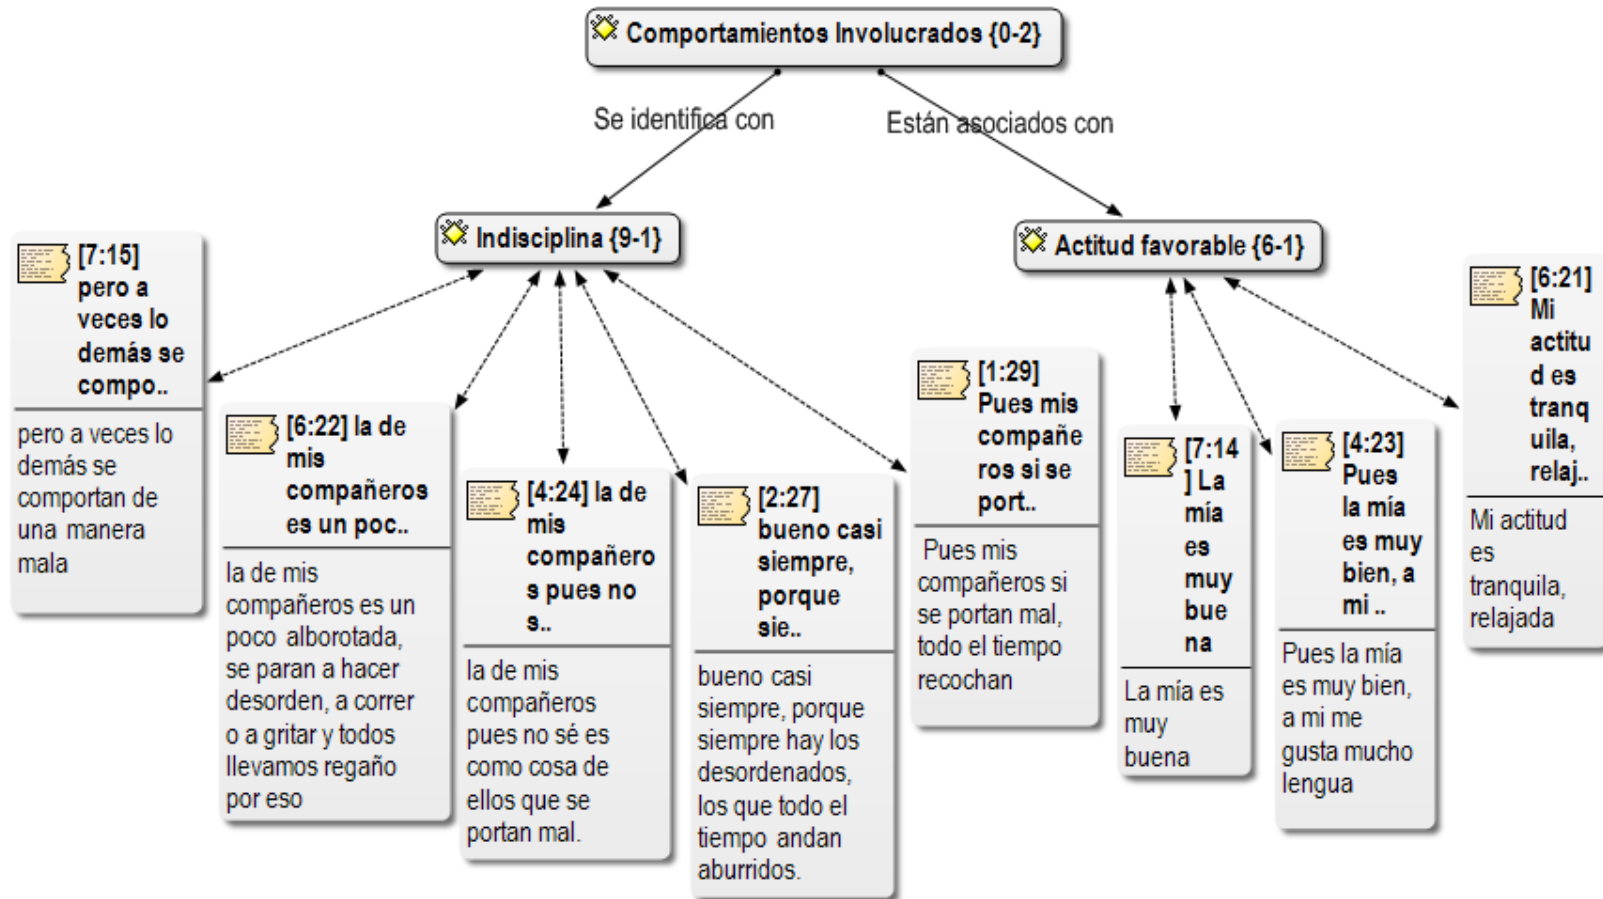 Comportamientos Involucrados {0-2}
Se identifica con
Están asociados con
Indisciplina {9-1}
Actitud favorable {6-1}
[7:15]
pero a
veces lo
demás se
compo..
pero a veces lo
demás se
comportan de
una manera
mala
[6:22] la de
mis
compañeros
es un poc..
la de mis
compañeros es un
poco alborotada,
se paran a hacer
desorden, a correr
o a gritar y todos
llevamos regaño
por eso
[4:24] la de
mis
compañero
s pues no
s..
la de mis
compañeros
pues no sé es
como cosa de
ellos que se
portan mal.
[2:27]
bueno casi
siempre,
porque
sie..
bueno casi
siempre, porque
siempre hay los
desordenados,
los que todo el
tiempo andan
aburridos.
[1:29]
Pues mis
compañe
ros si se
port..
Pues mis
compañeros si
se portan mal,
todo el tiempo
recochan
[7:14
] La
mía
es
muy
bue
na
La mía es
muy
buena
[4:23]
Pues
la mía
es muy
bien, a
mi ..
Pues la mía
es muy bien,
a mi me
gusta mucho
lengua
[6:21]
Mi
actitu
d es
tranq
uila,
relaj..
Mi actitud
es
tranquila,
relajada